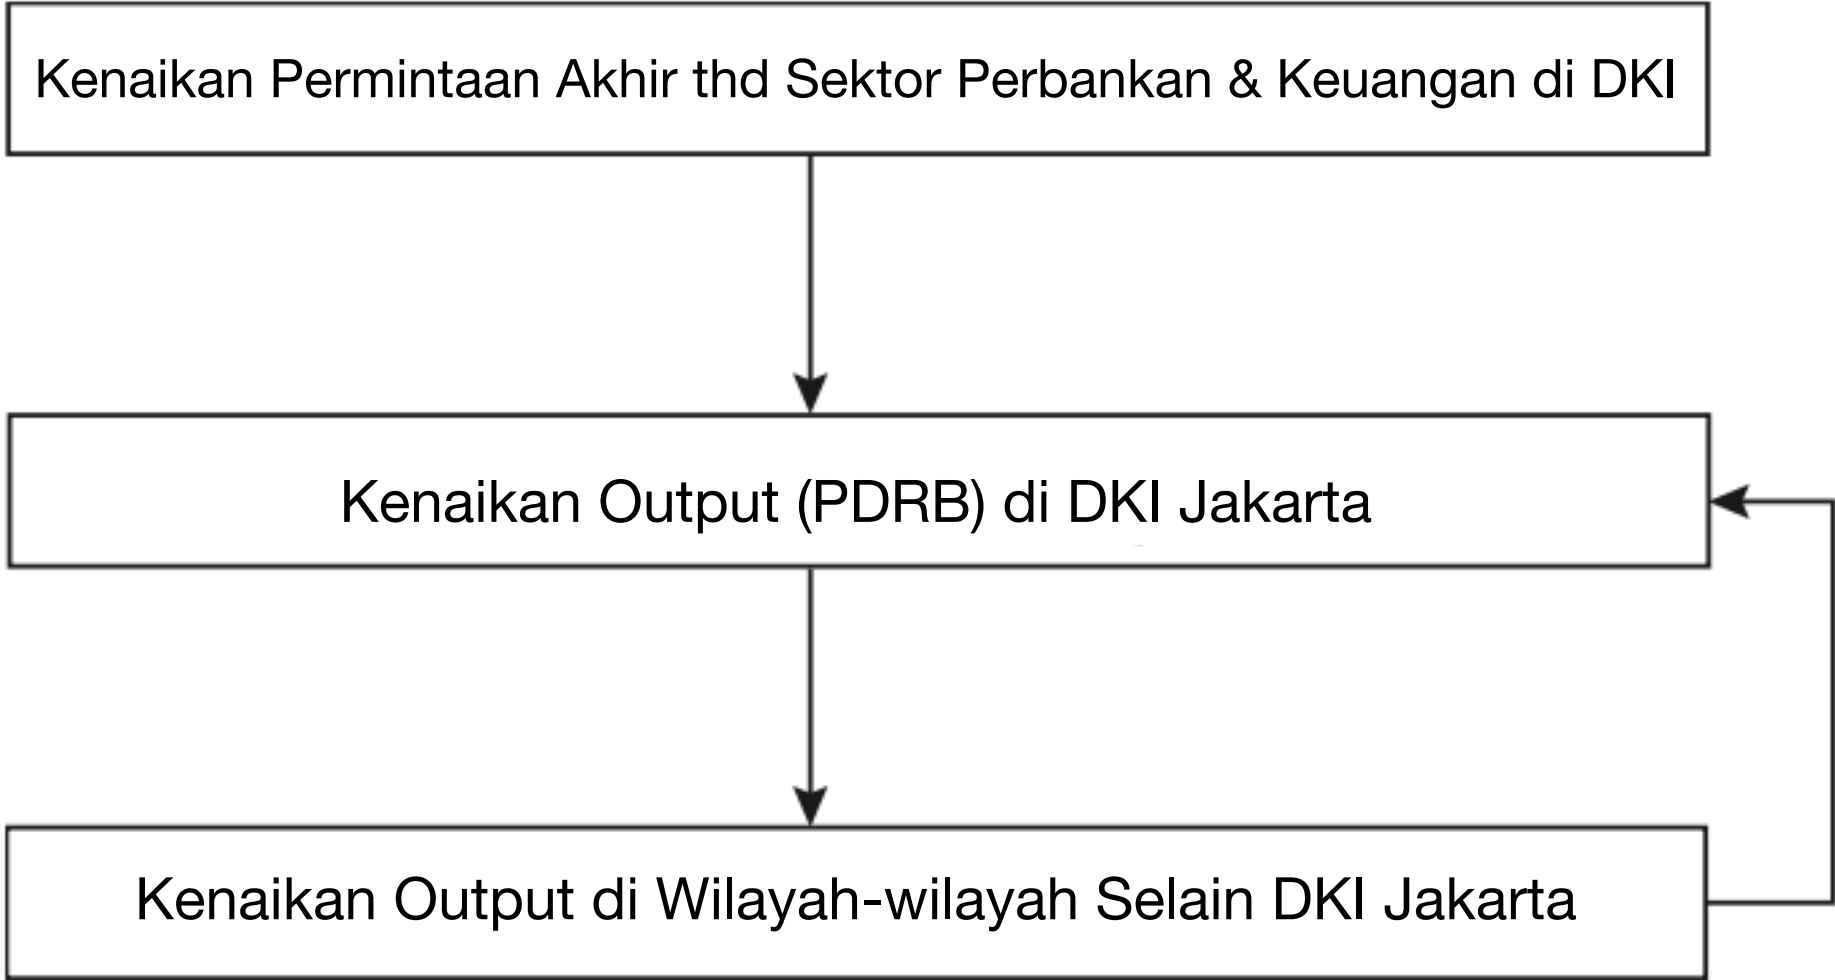 Kenaikan Permintaan Akhir thd Sektor Perbankan & Keuangan di DKI
Kenaikan Output (PDRB) di DKI Jakarta
Kenaikan Output di Wilayah-wilayah Selain DKI Jakarta